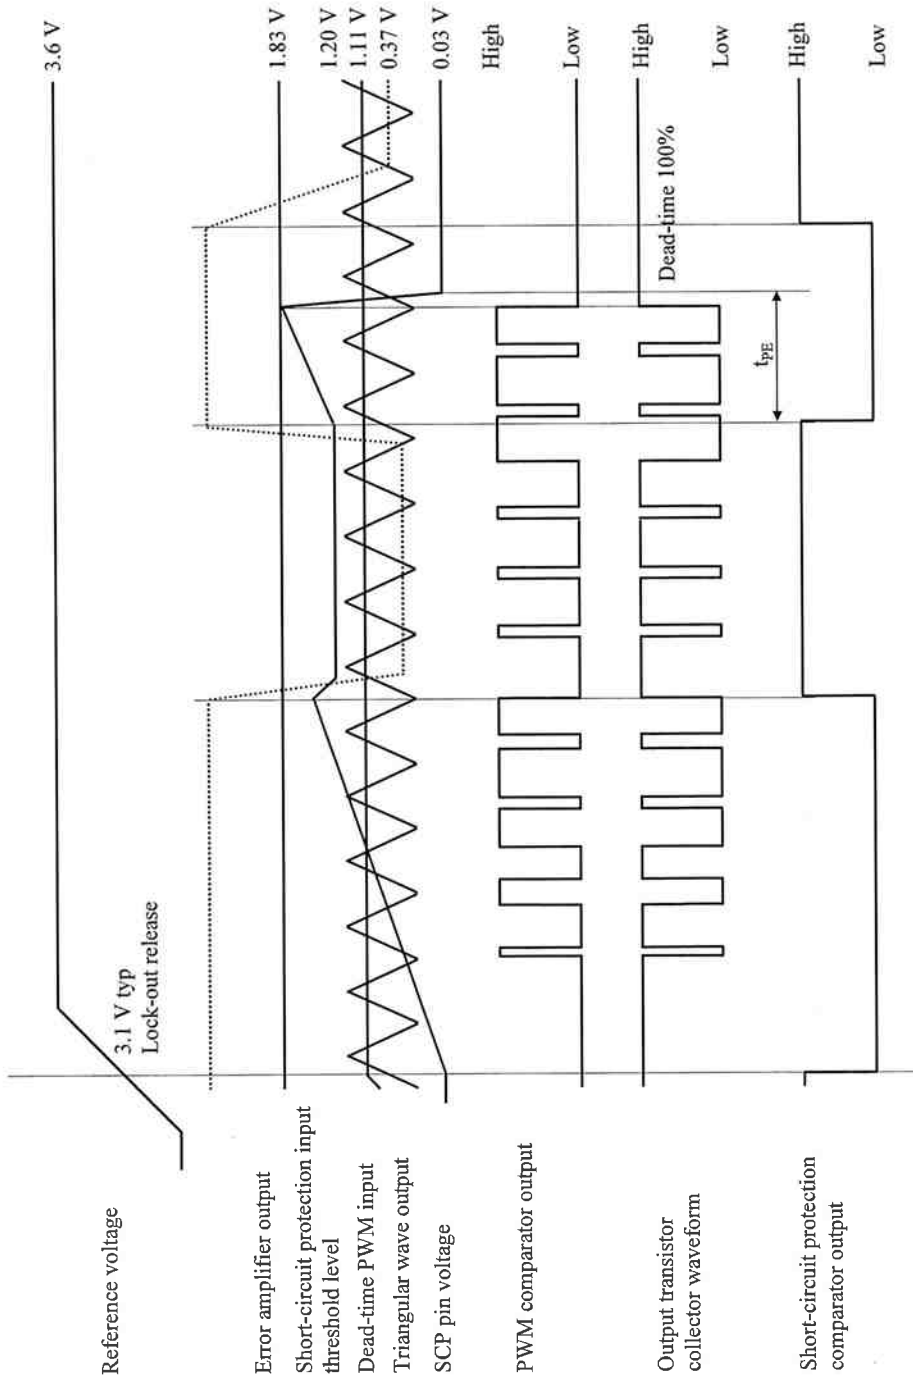 Reference voltage
3.1 V typ
Lock-out release
3.6 V
Error amplifier output
1.83 V
Short-circuit protection input
threshold level
1.20 V
Dead-time PWM input
1.11 V
Triangular wave output
0.37 V
SCP pin voltage
0.03 V
PWM comparator output
High
Low
Output transistor
collector waveform
High
Dead-time 100%
Low
tPE
Short-circuit protection
comparator output
High
Low